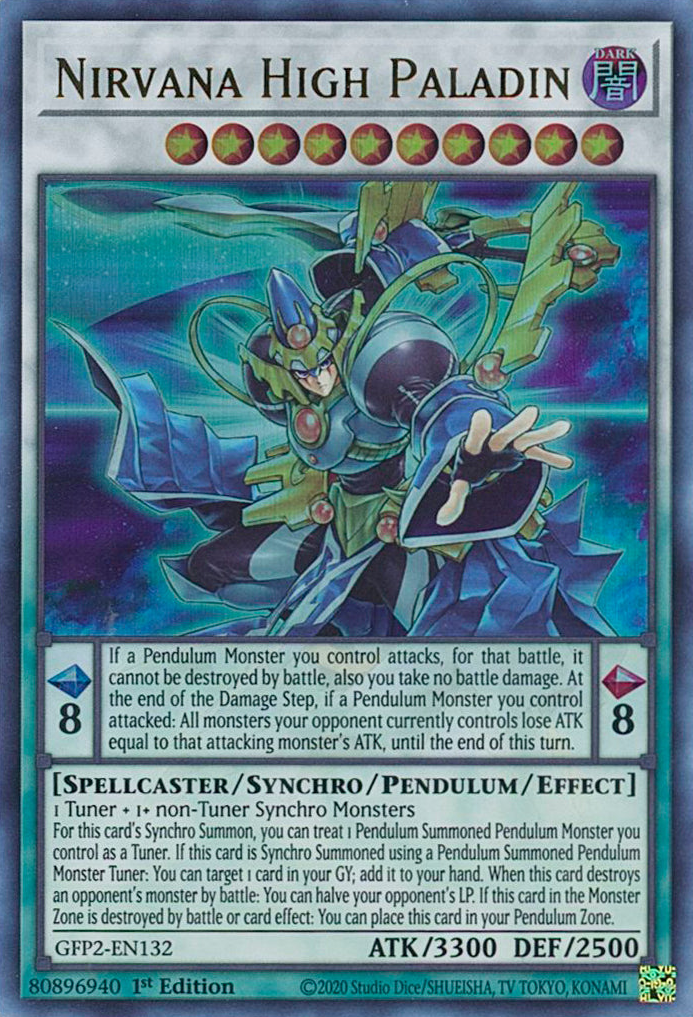 NIRVANA HIGH PALADIN
DARK
闇
If a Pendulum Monster you control attacks, for that battle, it
cannot be destroyed by battle, also you take no battle damage. At
the end of the Damage Step, if a Pendulum Monster you control
attacked: All monsters your opponent currently controls lose ATK
equal to that attacking monster's ATK, until the end of this turn.
8
8
[SPELLCASTER/SYNCHRO/PENDULUM/EFFECT]
1 Tuner + 1+ non-Tuner Synchro Monsters
For this card's Synchro Summon, you can treat 1 Pendulum Summoned Pendulum Monster you
control as a Tuner. If this card is Synchro Summoned using a Pendulum Summoned Pendulum
Monster Tuner: You can target 1 card in your GY; add it to your hand. When this card destroys
an opponent's monster by battle: You can halve your opponent's LP. If this card in the Monster
Zone is destroyed by battle or card effect: You can place this card in your Pendulum Zone.
GFP2-EN132
ATK/3300 DEF/2500
80896940 1st Edition
©2020 Studio Dice/SHUEISHA, TV TOKYO, KONAMI